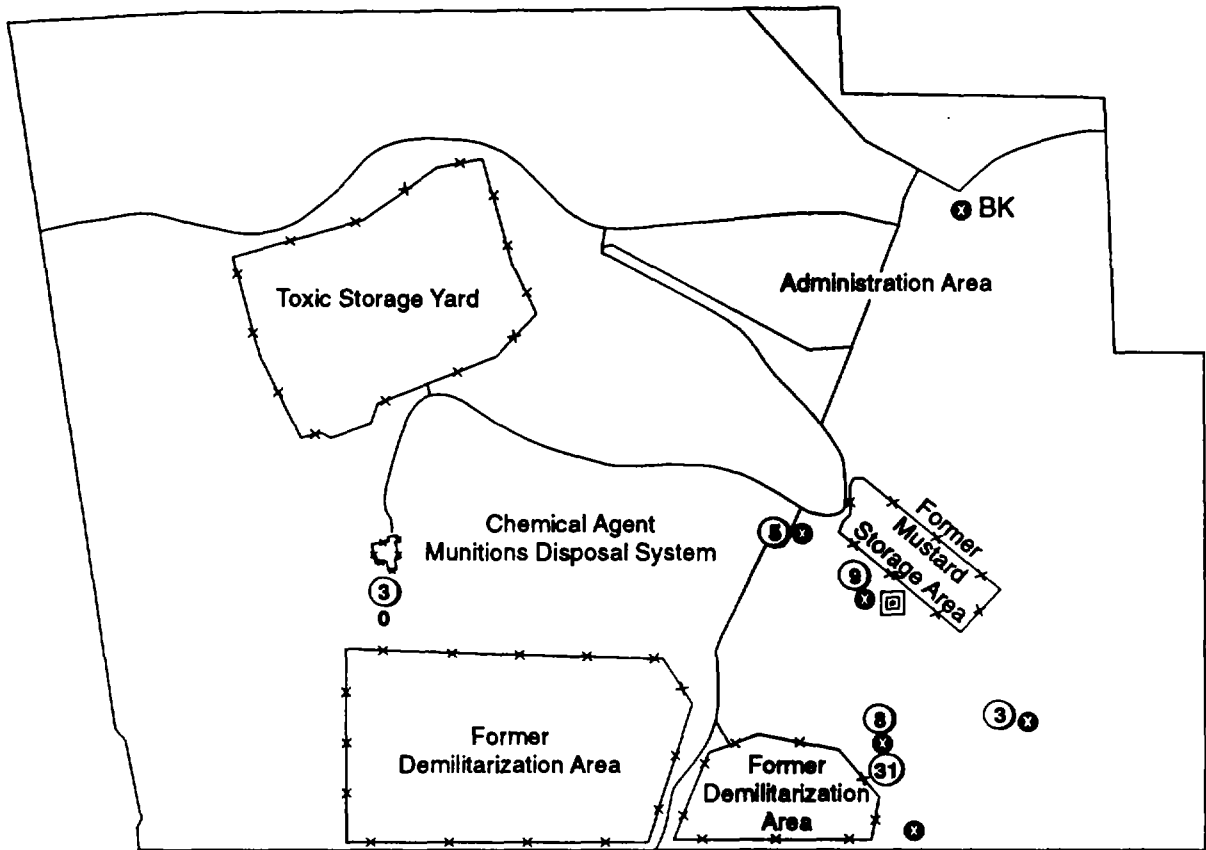 BK
Administration Area
Toxic Storage Yard
Chemical Agent
Munitions Disposal System
5
Former
Mustard
Storage Area
9
3
0
8
3
31
Former
Demilitarization Area
Former
Demilitarization
Area